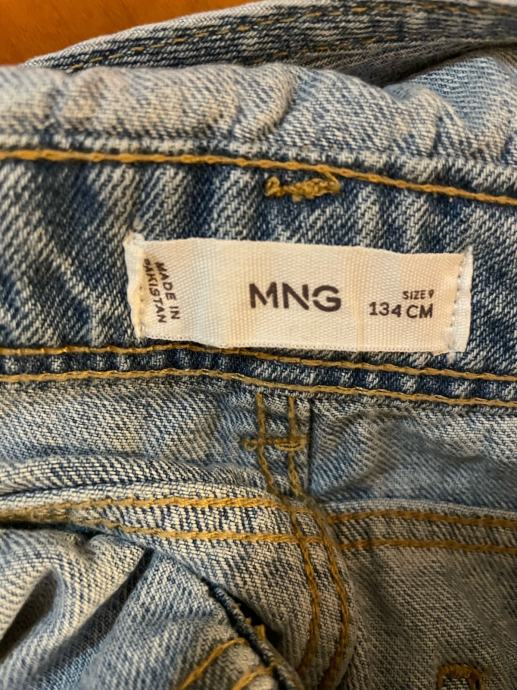 MADE IN
PAKISTAN
MNG
SIZE 9
134 CM